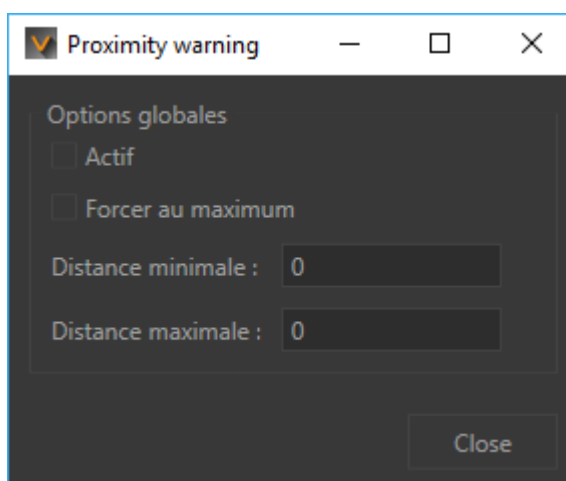 Proximity warning
Options globales
Actif
Forcer au maximum
Distance minimale : 0
Distance maximale : 0
Close